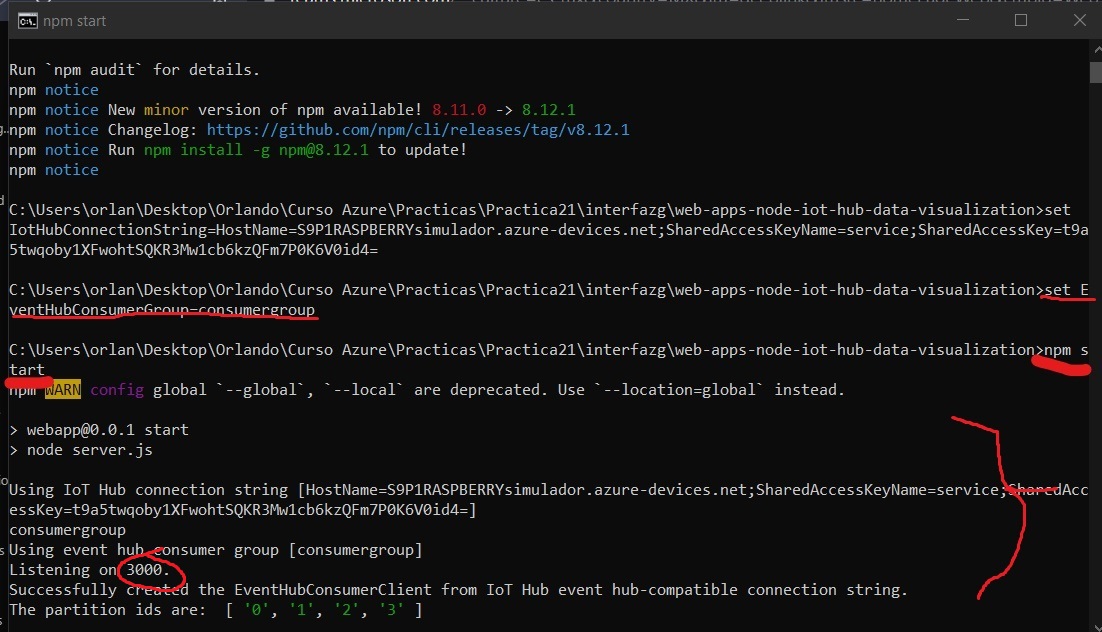 npm start
Run `npm audit` for details.
npm notice
npm notice New minor version of npm available! 8.11.0 -> 8.12.1
npm notice Changelog: https://github.com/npm/cli/releases/tag/v8.12.1
npm notice Run npm install -g npm@8.12.1 to update!
npm notice
C:\Users\orlan\Desktop\Orlando\Curso Azure\Practicas\Practica21\interfazg\web-apps-node-iot-hub-data-visualization>set
IotHubConnectionString=HostName=S9P1RASPBERRYsimulador.azure-devices.net;SharedAccessKeyName=service;SharedAccessKey=t9a
5twqoby1XFwohtSQKR3Mw1cb6kzQFm7P0K6V0id4=
C:\Users\orlan\Desktop\Orlando\Curso Azure\Practicas\Practica21\interfazg\web-apps-node-iot-hub-data-visualization>set E
ventHubConsumerGroup=consumergroup
C:\Users\orlan\Desktop\Orlando\Curso Azure\Practicas\Practica21\interfazg\web-apps-node-iot-hub-data-visualization>npm s
tart
npm WARN config global `--global`, `--local` are deprecated. Use `--location=global` instead.
> webapp@0.0.1 start
> node server.js
Using IoT Hub connection string [HostName=S9P1RASPBERRYsimulador.azure-devices.net;SharedAccessKeyName=service;SharedAcc
essKey=t9a5twqoby1XFwohtSQKR3Mw1cb6kzQFm7P0K6V0id4=]
consumergroup
Using event hub consumer group [consumergroup]
Listening on 3000.
Successfully created the EventHubConsumerClient from IoT Hub event hub-compatible connection string.
The partition ids are:  [ '0', '1', '2', '3' ]